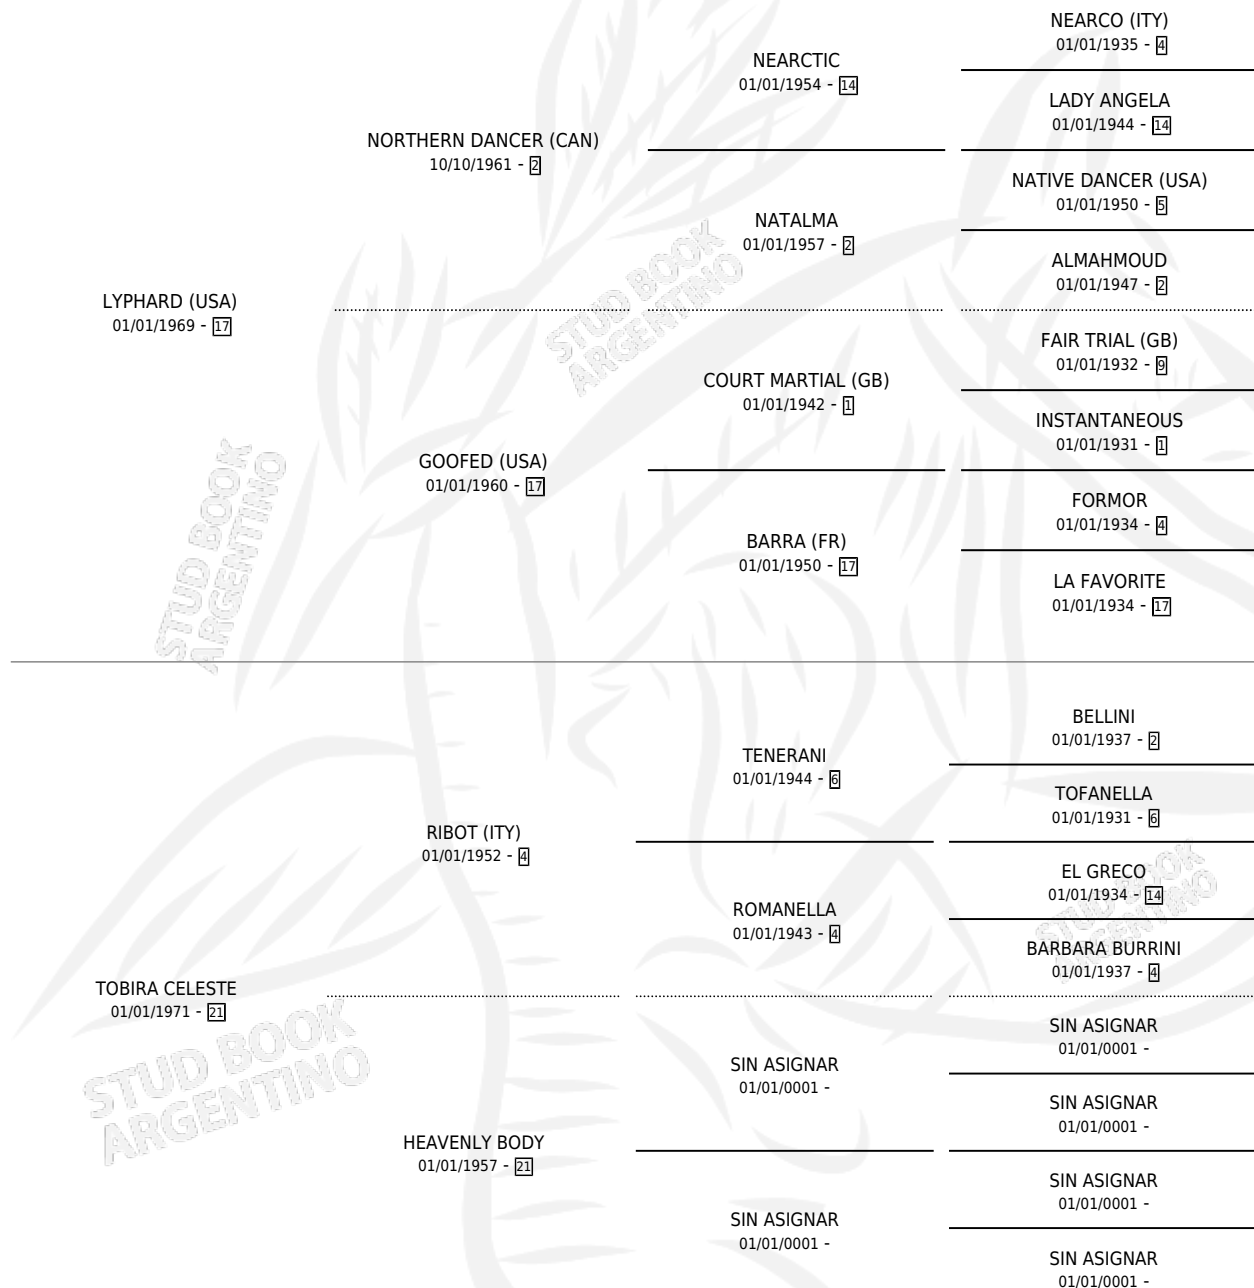 NEARCO (ITY)
01/01/1935 - 4
NEARCTIC
01/01/1954 - 14
LADY ANGELA
01/01/1944 - 14
NORTHERN DANCER (CAN)
10/10/1961 - 2
NATIVE DANCER (USA)
01/01/1950 - 5
NATALMA
01/01/1957 - 2
ALMAHMOUD
01/01/1947 - 2
LYPHARD (USA)
01/01/1969 - 17
FAIR TRIAL (GB)
01/01/1932 - 9
COURT MARTIAL (GB)
01/01/1942 - 1
INSTANTANEOUS
01/01/1931 - 1
GOOFED (USA)
01/01/1960 - 17
FORMOR
01/01/1934 - 4
BARRA (FR)
01/01/1950 - 17
LA FAVORITE
01/01/1934 - 17
BELLINI
01/01/1937 - 2
TENERANI
01/01/1944 - 6
TOFANELLA
01/01/1931 - 6
RIBOT (ITY)
01/01/1952 - 4
EL GRECO
01/01/1934 - 14
ROMANELLA
01/01/1943 - 4
BARBARA BURRINI
01/01/1937 - 4
TOBIRA CELESTE
01/01/1971 - 21
SIN ASIGNAR
01/01/0001 -
SIN ASIGNAR
01/01/0001 -
SIN ASIGNAR
01/01/0001 -
HEAVENLY BODY
01/01/1957 - 21
SIN ASIGNAR
01/01/0001 -
SIN ASIGNAR
01/01/0001 -
SIN ASIGNAR
01/01/0001 -
STUD BOOK
ARGENTINO
STUD BOOK
ARGENTINO
STUD BOOK
ARGENTINO
STUD BOOK
ARGENTINO